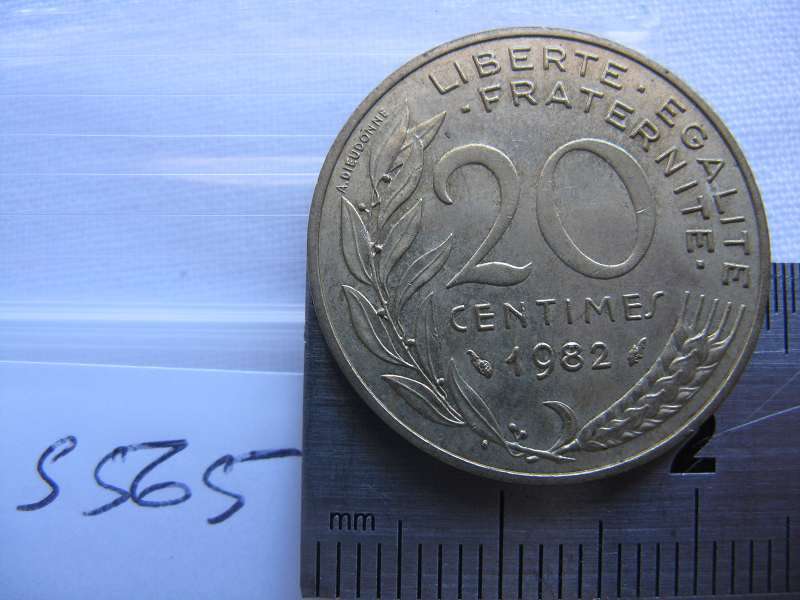 LIBERTE · EGALITE
· FRATERNITE ·
A.DIEUDONNE
20
CENTIMES
1982
S565
mm
2